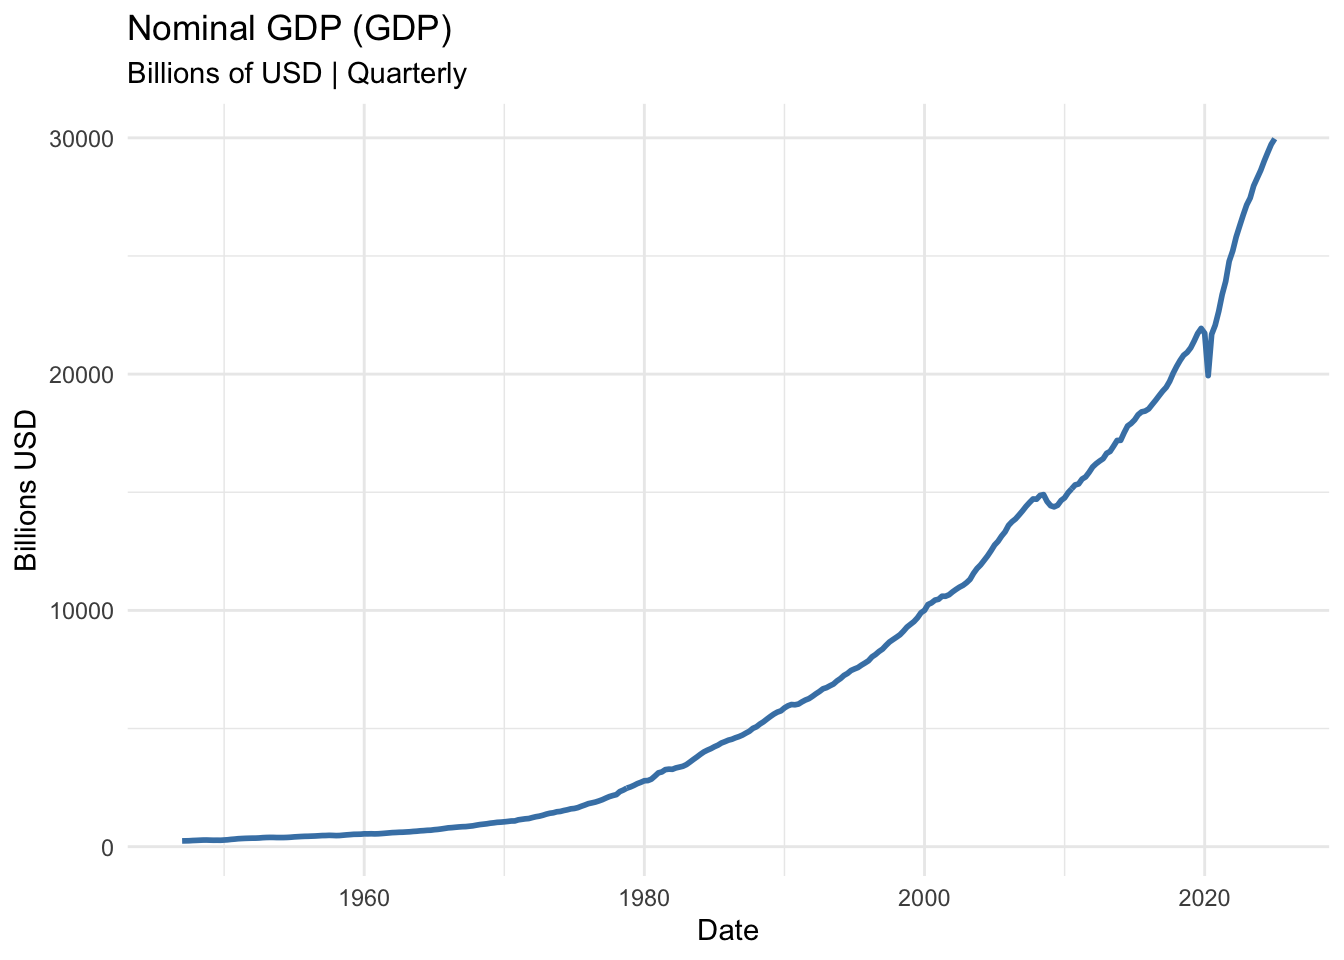 Nominal GDP (GDP)
Billions of USD | Quarterly
Billions USD
30000
20000
10000
0
1960
1980
2000
2020
Date